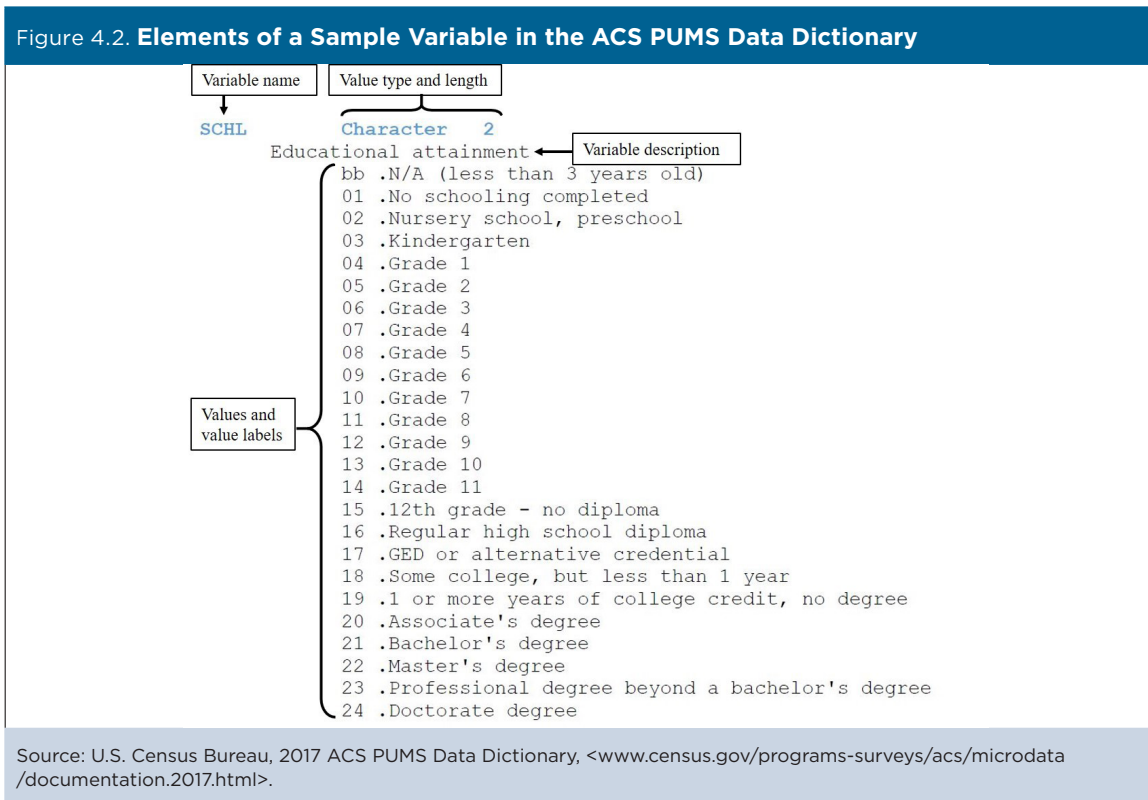 Figure 4.2. Elements of a Sample Variable in the ACS PUMS Data Dictionary
Variable name
Value type and length
SCHL Character 2
Educational attainment
Variable description
bb .N/A (less than 3 years old)
01 .No schooling completed
02 .Nursery school, preschool
03 .Kindergarten
04 .Grade 1
05 .Grade 2
06 .Grade 3
07 .Grade 4
08 .Grade 5
09 .Grade 6
10 .Grade 7
11 .Grade 8
12 .Grade 9
13 .Grade 10
14 .Grade 11
15 .12th grade - no diploma
16 .Regular high school diploma
17 .GED or alternative credential
18 .Some college, but less than 1 year
19 .1 or more years of college credit, no degree
20 .Associate's degree
21 .Bachelor's degree
22 .Master's degree
23 .Professional degree beyond a bachelor's degree
24 .Doctorate degree
Values and
value labels
Source: U.S. Census Bureau, 2017 ACS PUMS Data Dictionary, <www.census.gov/programs-surveys/acs/microdata
/documentation.2017.html>.